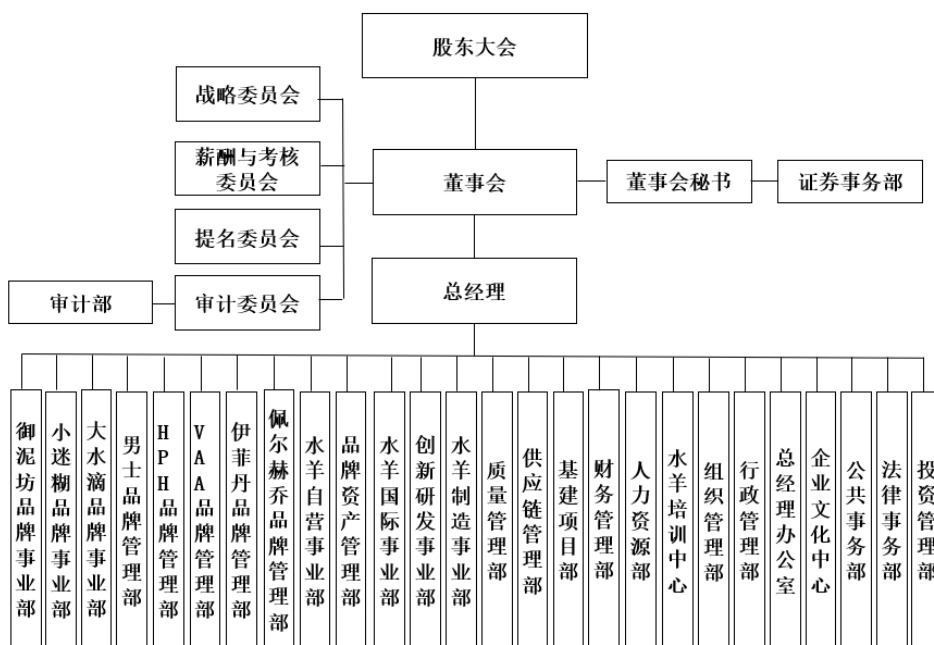 股东大会
战略委员会
薪酬与考核
委员会
董事会
董事会秘书
证券事务部
提名委员会
总经理
审计部
审计委员会
御泥坊品牌事业部
小迷糊品牌事业部
大水滴品牌事业部
男士品牌管理部
HPH品牌管理部
VAA品牌管理部
伊菲丹品牌管理部
佩尔赫乔品牌管理部
水羊自营事业部
品牌资产管理部
水羊国际事业部
创新研发事业部
水羊制造事业部
质量管理部
供应链管理部
基建项目部
财务管理部
人力资源部
水羊培训中心
组织管理部
行政管理部
总经理办公室
企业文化中心
公共事务部
法律事务部
投资管理部